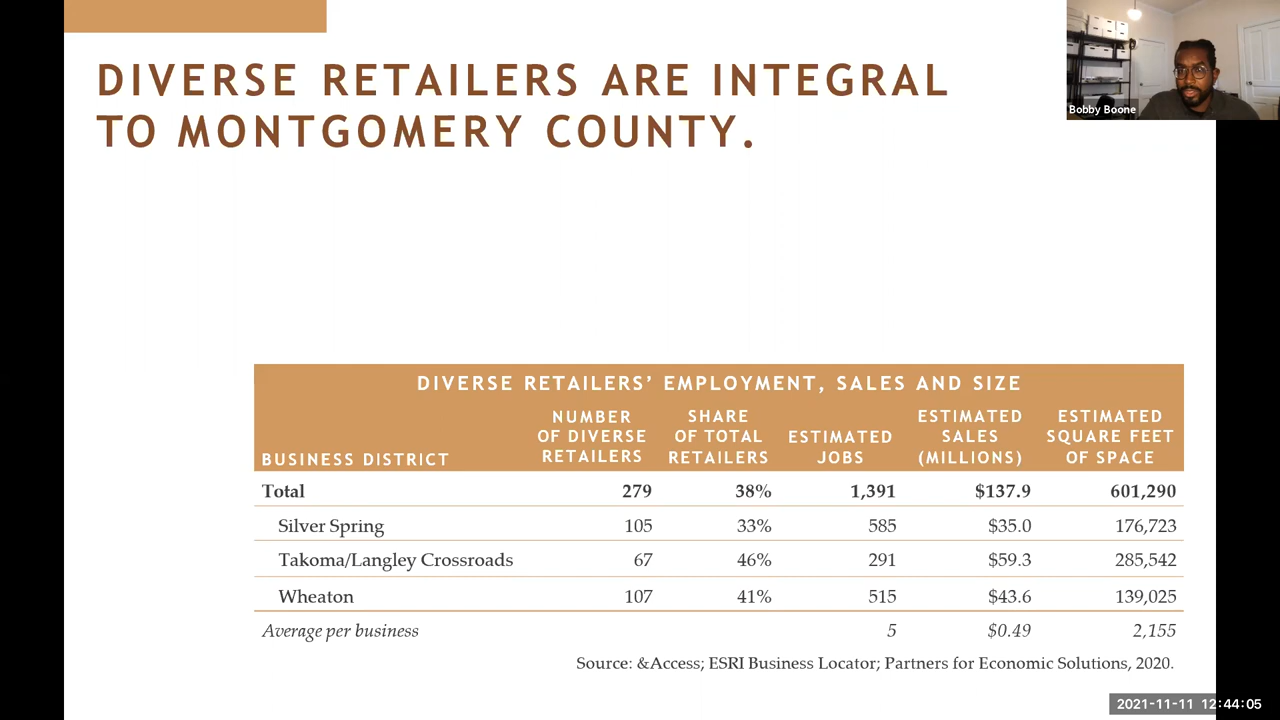 DIVERSE RETAILERS ARE INTEGRAL
TO MONTGOMERY COUNTY.
Bobby Boone
DIVERSE RETAILERS' EMPLOYMENT, SALES AND SIZE
BUSINESS DISTRICT NUMBER OF DIVERSE RETAILERS SHARE OF TOTAL RETAILERS ESTIMATED JOBS ESTIMATED SALES (MILLIONS) ESTIMATED SQUARE FEET OF SPACE
Total 279 38% 1,391 $137.9 601,290
Silver Spring 105 33% 585 $35.0 176,723
Takoma/Langley Crossroads 67 46% 291 $59.3 285,542
Wheaton 107 41% 515 $43.6 139,025
Average per business 5 $0.49 2,155
Source: &Access; ESRI Business Locator; Partners for Economic Solutions, 2020.
2021-11-11 12:44:05